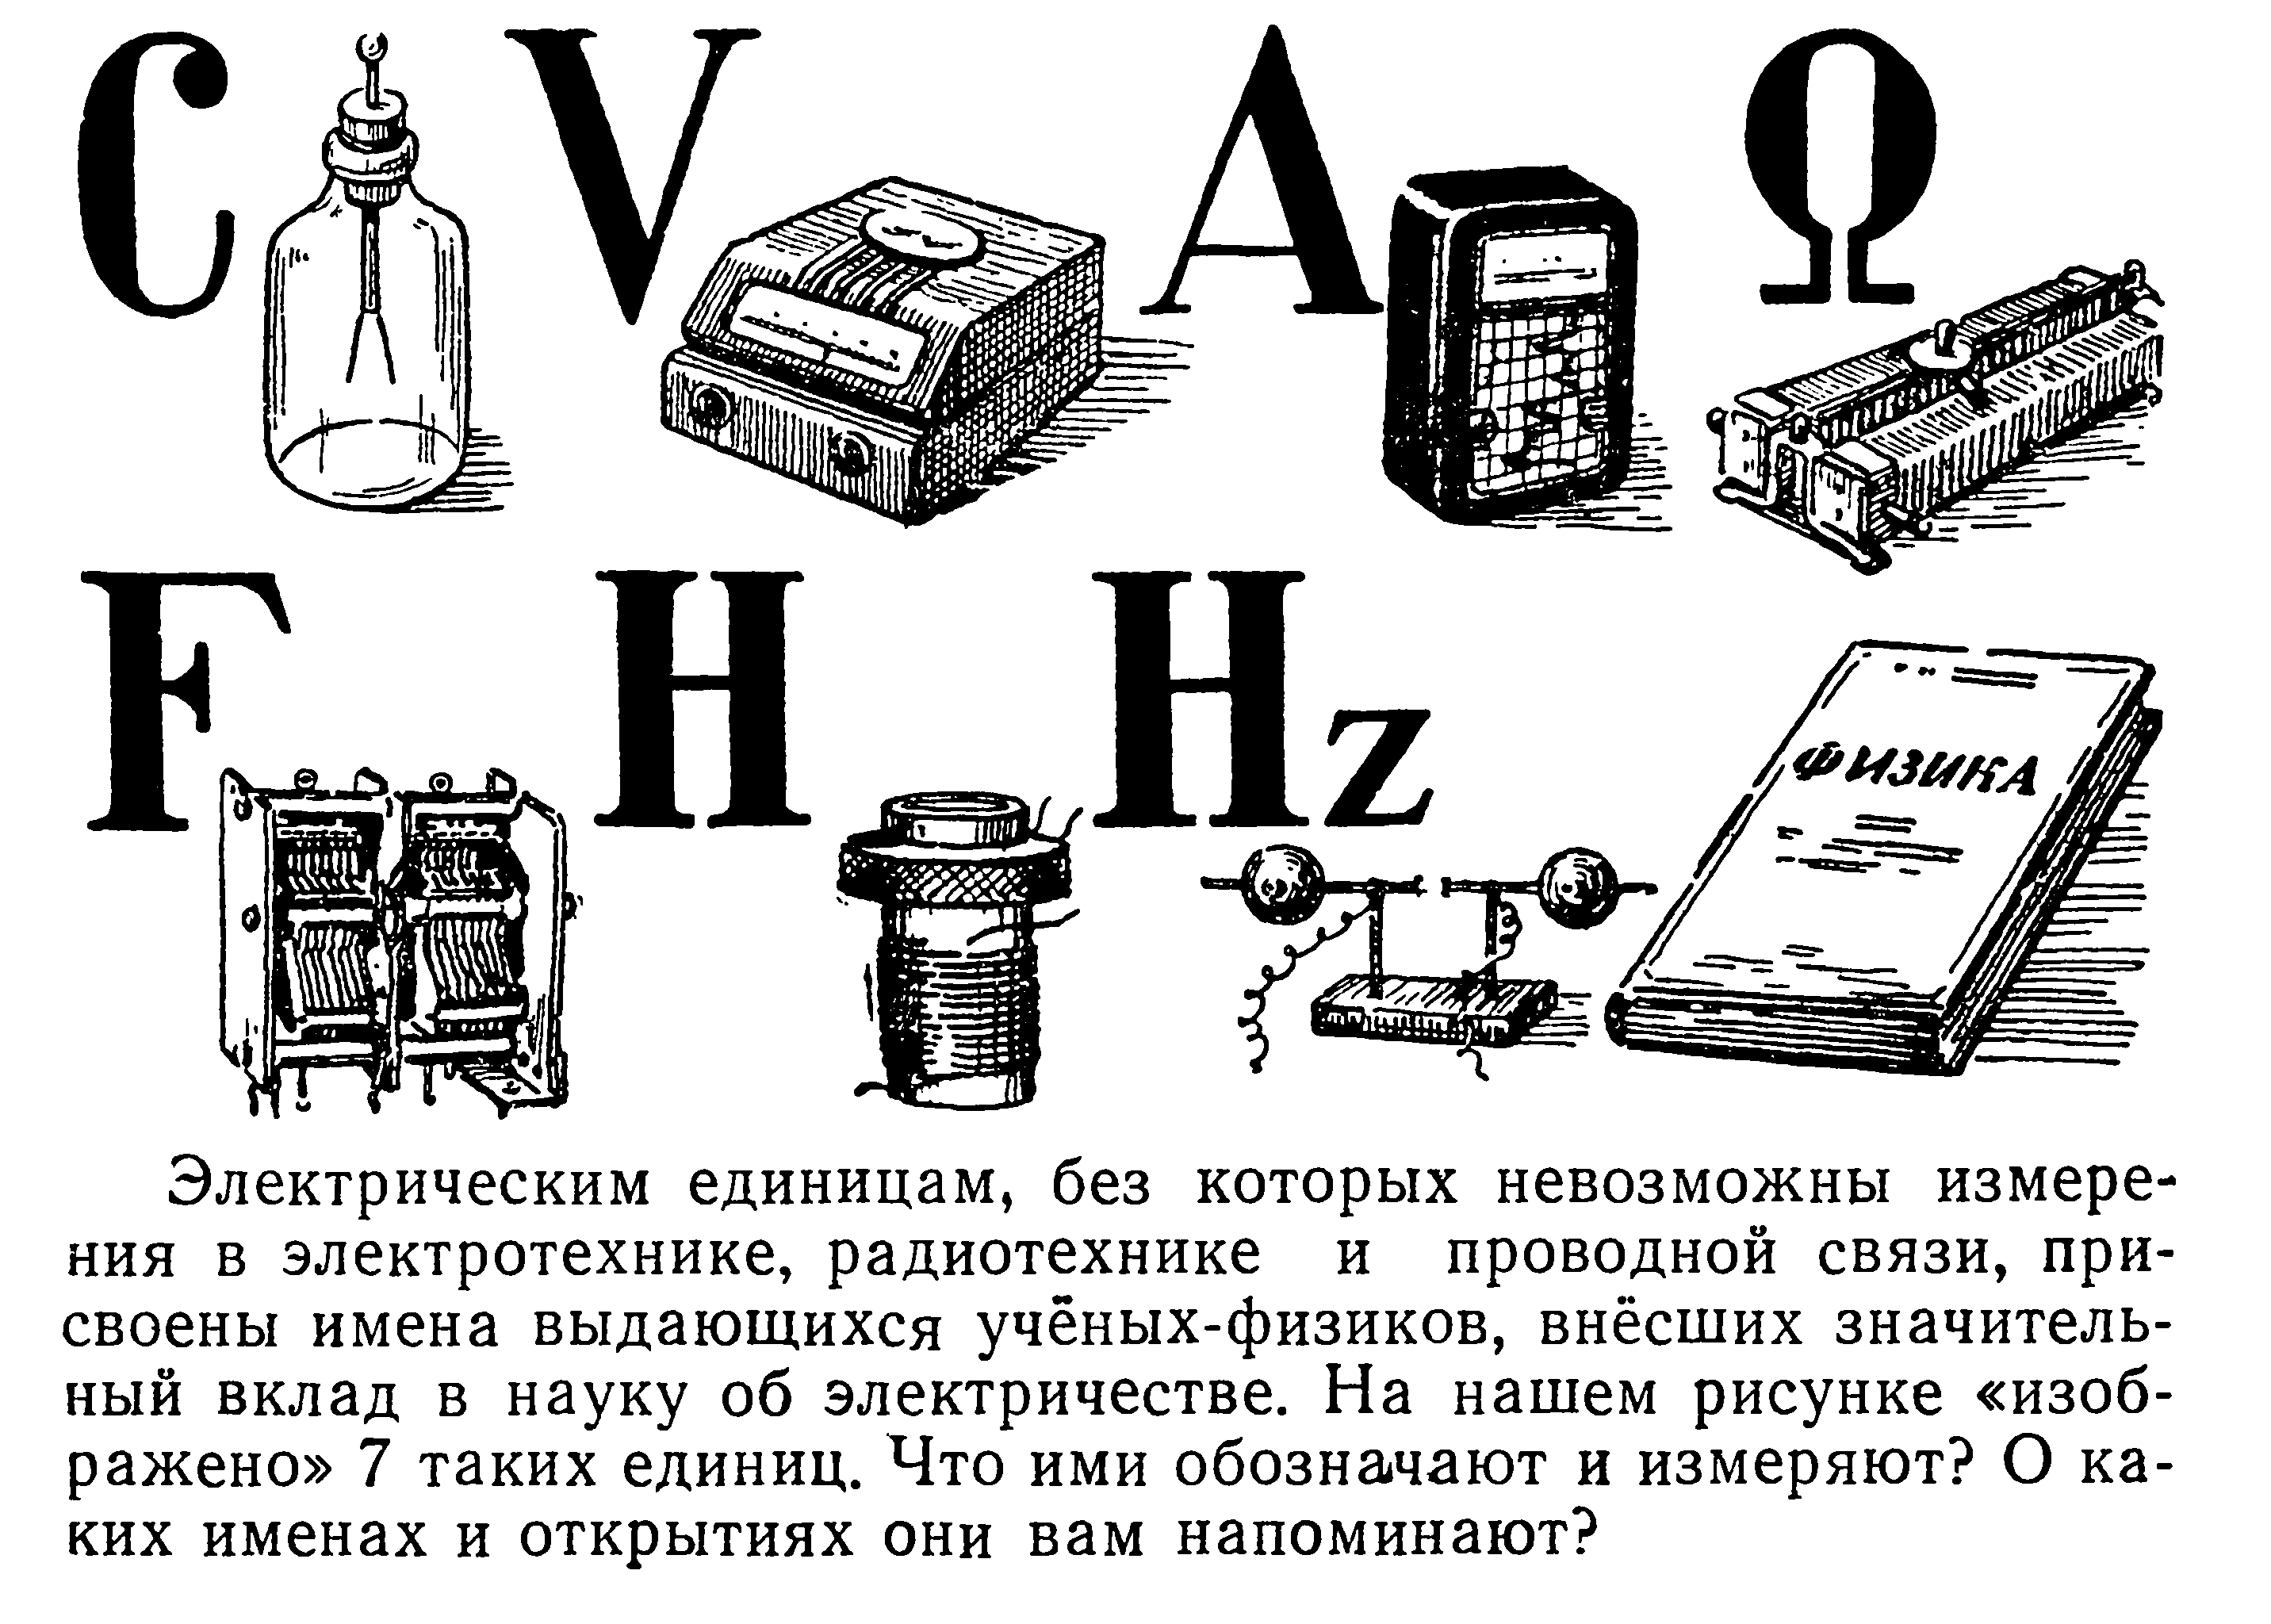 C V A Ω
F H Hz
ФИЗИКА
Электрическим единицам, без которых невозможны измере-
ния в электротехнике, радиотехнике и проводной связи, при-
своены имена выдающихся учёных-физиков, внёсших значитель-
ный вклад в науку об электричестве. На нашем рисунке «изоб-
ражено» 7 таких единиц. Что ими обозначают и измеряют? О ка-
ких именах и открытиях они вам напоминают?